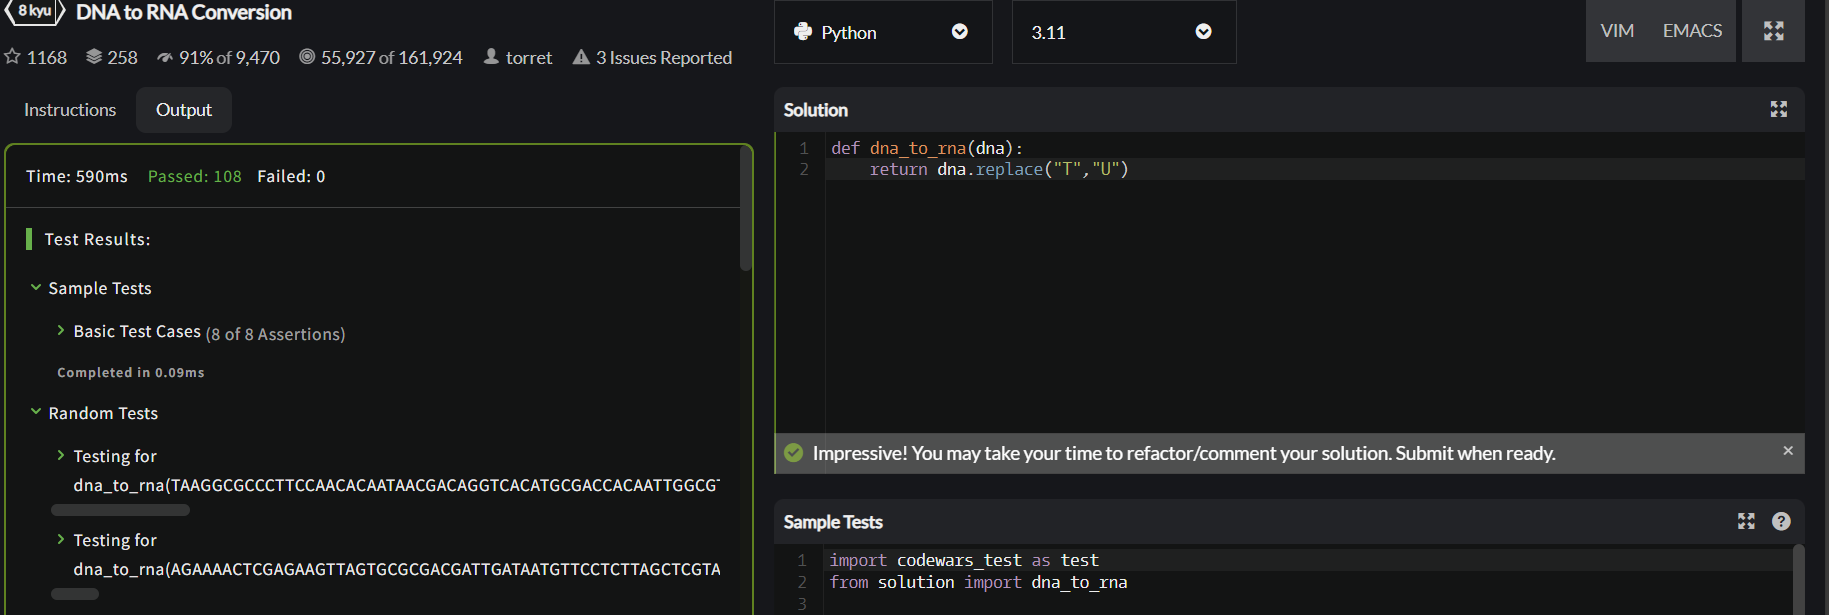 8 kyu DNA to RNA Conversion
1168 258 91% of 9,470 55,927 of 161,924 torret 3 Issues Reported
Instructions Output
Time: 590ms Passed: 108 Failed: 0
Test Results:
Sample Tests
Basic Test Cases (8 of 8 Assertions)
Completed in 0.09ms
Random Tests
Testing for
dna_to_rna(TAAGGCGCCCTTCCAACACAATAACGACAGGTCACATGCGACCACAATTGGCGT
Testing for
dna_to_rna(AGAAAACTCGAGAAGTTAGTGCGCGACGATTGATAATGTTCCTCTTAGCTCGTA
Python 3.11 VIM EMACS
Solution
1 def dna_to_rna(dna):
2 return dna.replace("T","U")
Impressive! You may take your time to refactor/comment your solution. Submit when ready. ×
Sample Tests ?
1 import codewars_test as test
2 from solution import dna_to_rna
3